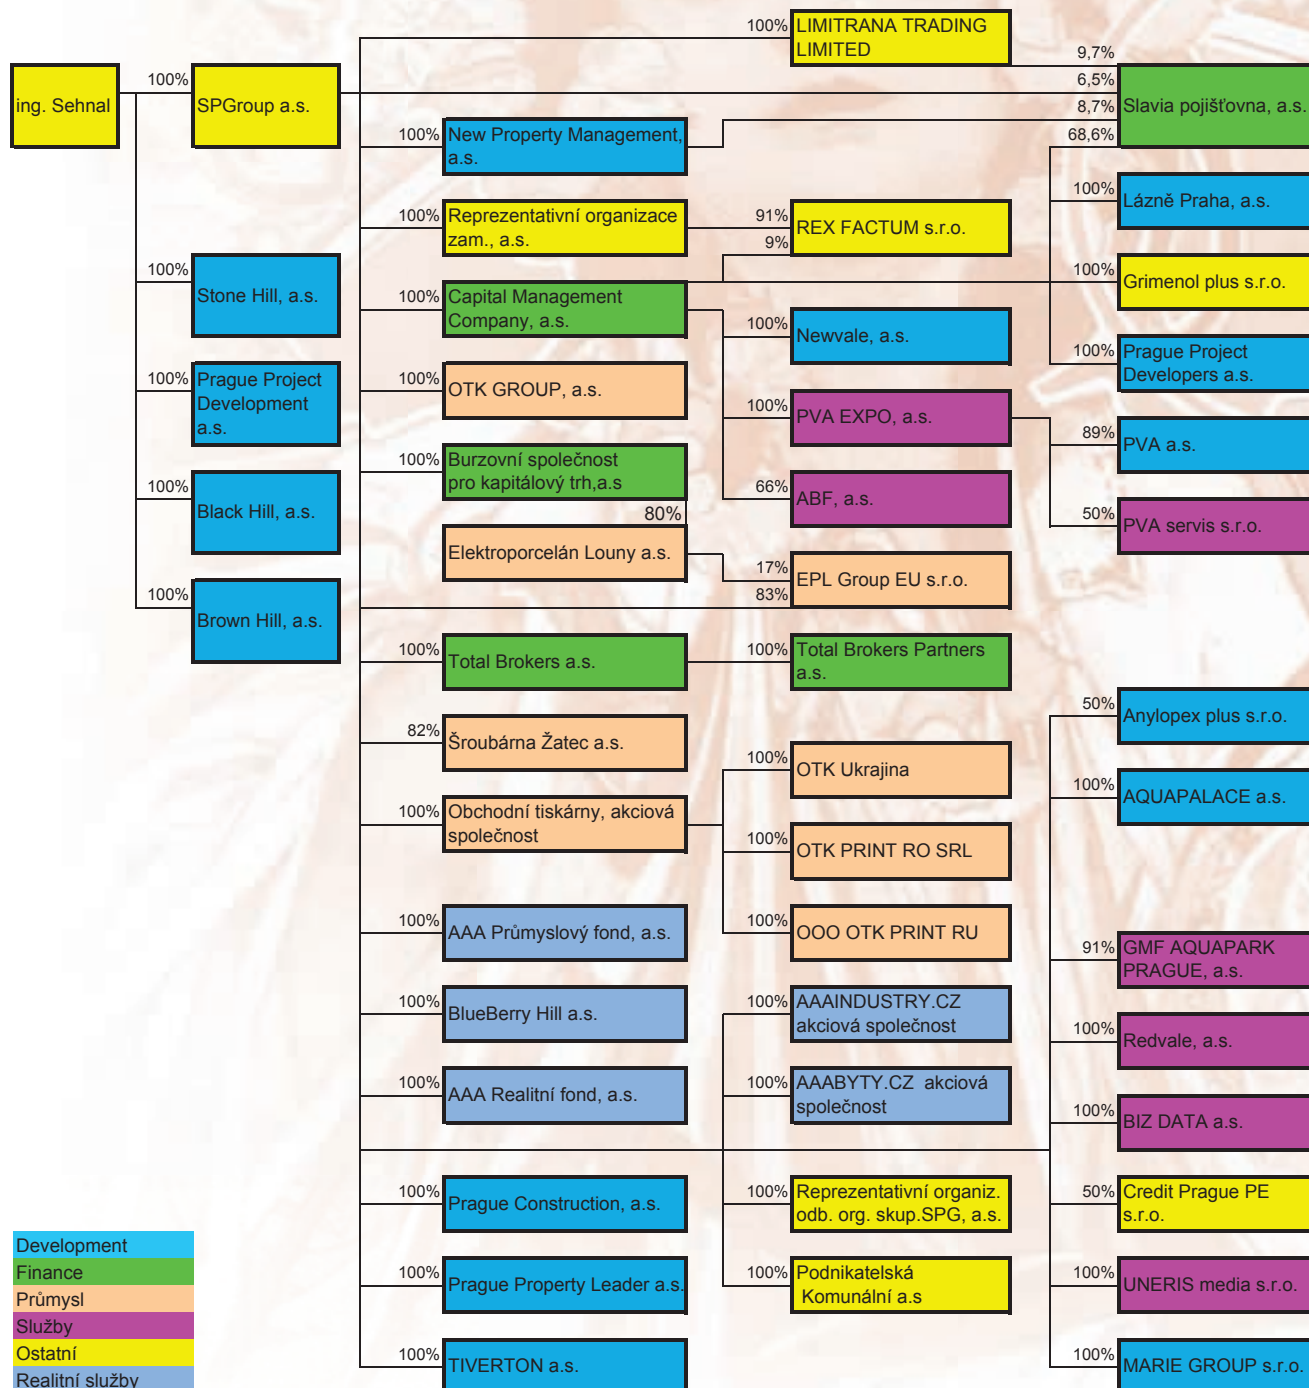 100%
LIMITRANA TRADING
LIMITED
ing. Sehnal
100%
SPGroup a.s.
9,7%
6,5%
8,7%
68,6%
Slavia pojišťovna, a.s.
100%
New Property Management,
a.s.
100%
Lázně Praha, a.s.
100%
Reprezentativní organizace
zam., a.s.
91%
9%
REX FACTUM s.r.o.
100%
Stone Hill, a.s.
100%
Capital Management
Company, a.s.
100%
Grimenol plus s.r.o.
100%
Newvale, a.s.
100%
Prague Project
Developers a.s.
100%
Prague Project
Development
a.s.
100%
OTK GROUP, a.s.
100%
PVA EXPO, a.s.
89%
PVA a.s.
100%
Black Hill, a.s.
100%
Burzovní společnost
pro kapitálový trh,a.s
66%
ABF, a.s.
50%
PVA servis s.r.o.
80%
Elektroporcelán Louny a.s.
17%
83%
EPL Group EU s.r.o.
100%
Brown Hill, a.s.
100%
Total Brokers a.s.
100%
Total Brokers Partners
a.s.
50%
Anylopex plus s.r.o.
82%
Šroubárna Žatec a.s.
100%
OTK Ukrajina
100%
AQUAPALACE a.s.
100%
Obchodní tiskárny, akciová
společnost
100%
OTK PRINT RO SRL
100%
AAA Průmyslový fond, a.s.
100%
OOO OTK PRINT RU
91%
GMF AQUAPARK
PRAGUE, a.s.
100%
BlueBerry Hill a.s.
100%
AAAINDUSTRY.CZ
akciová společnost
100%
Redvale, a.s.
100%
AAA Realitní fond, a.s.
100%
AAABYTY.CZ akciová
společnost
100%
BIZ DATA a.s.
100%
Prague Construction, a.s.
100%
Reprezentativní organiz.
odb. org. skup.SPG, a.s.
50%
Credit Prague PE
s.r.o.
100%
Prague Property Leader a.s.
100%
Podnikatelská
Komunální a.s
100%
UNERIS media s.r.o.
100%
TIVERTON a.s.
100%
MARIE GROUP s.r.o.
Development
Finance
Průmysl
Služby
Ostatní
Realitní služby